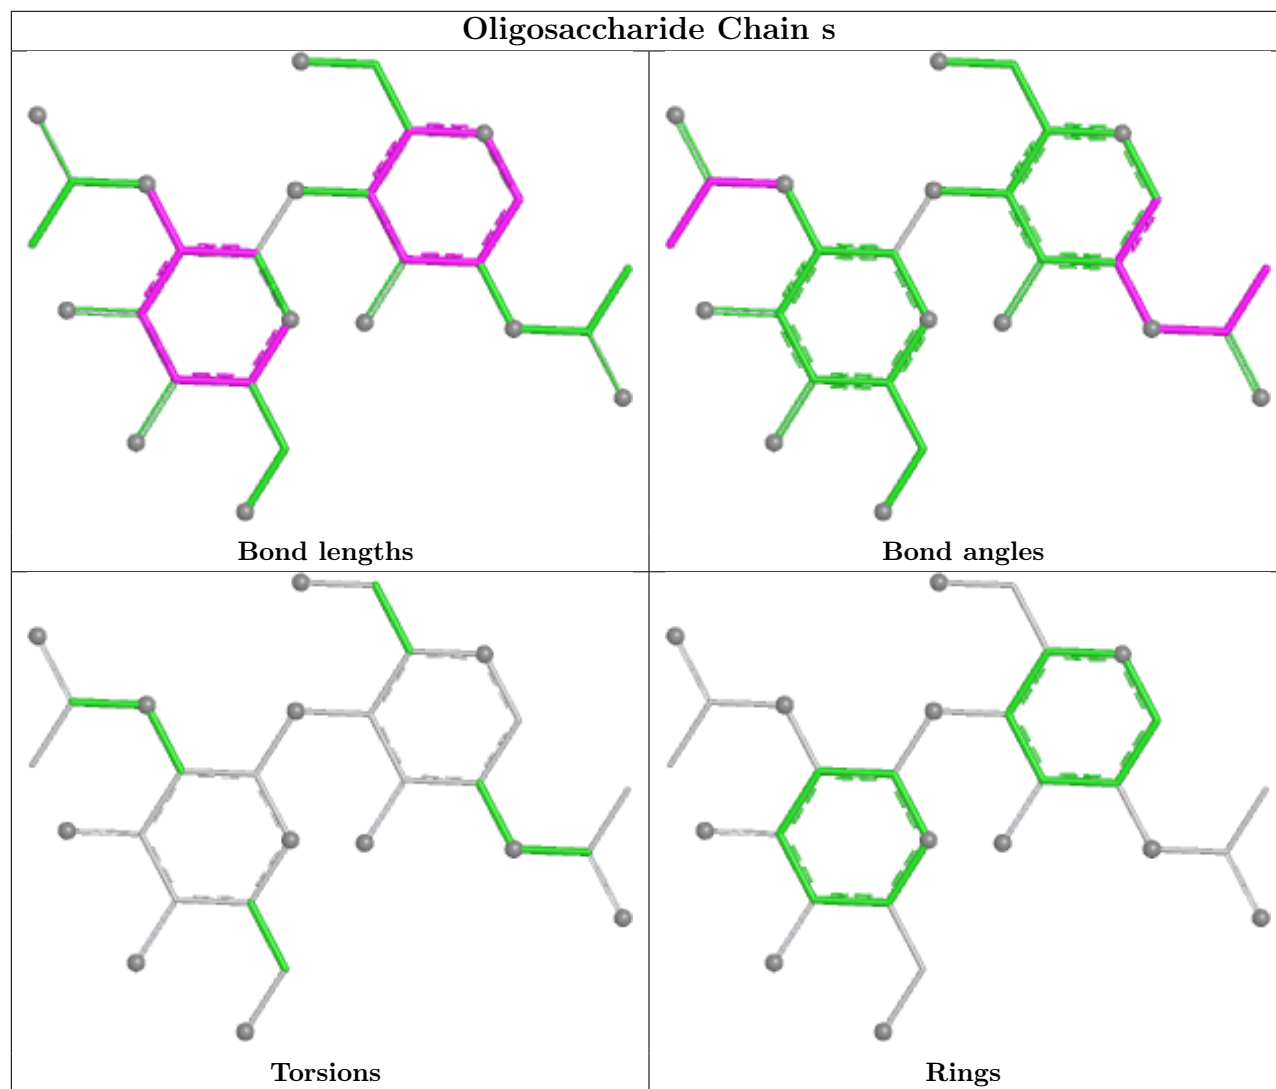 Oligosaccharide Chain s
Bond lengths
Bond angles
Torsions
Rings